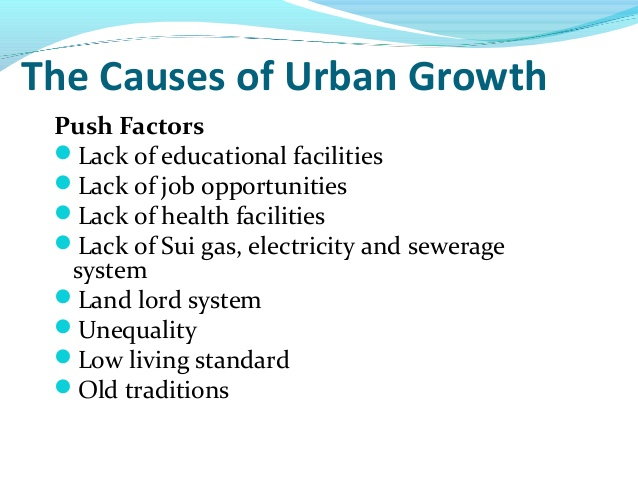 The Causes of Urban Growth
Push Factors
Lack of educational facilities
Lack of job opportunities
Lack of health facilities
Lack of Sui gas, electricity and sewerage
system
Land lord system
Unequality
Low living standard
Old traditions